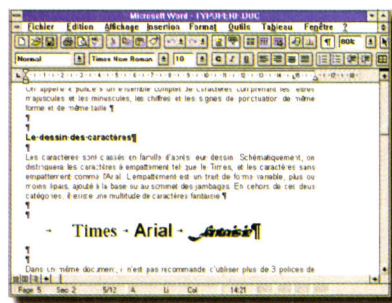 Microsoft Word - TYPOPERF.DOC
Fichier Edition Affichage Insertion Format Outils Tableau Fenêtre ?
80%
Normal Times New Roman 10 G I S
On appelle « police » un ensemble complet de caractères comprenant les lettres
majuscules et les minuscules, les chiffres et les signes de ponctuation de même
forme et de même taille ¶
¶
¶
Le·dessin·des·caractères¶
¶
Les caractères sont classés en famille d'après leur dessin. Schématiquement, on
distinguera les caractères à empattement tel que le Times, et les caractères sans
empattement comme l'Arial. L'empattement est un trait de forme variable, plus ou
moins épais, ajouté à la base ou au sommet des jambages. En dehors de ces deux
catégories, il existe une multitude de caractères fantaisie ¶
¶
Times Arial fantaisie¶
¶
¶
Dans un même document, il n'est pas recommandé d'utiliser plus de 3 polices de
Page 5 Sec 2 5/12 À Li Col 14:21